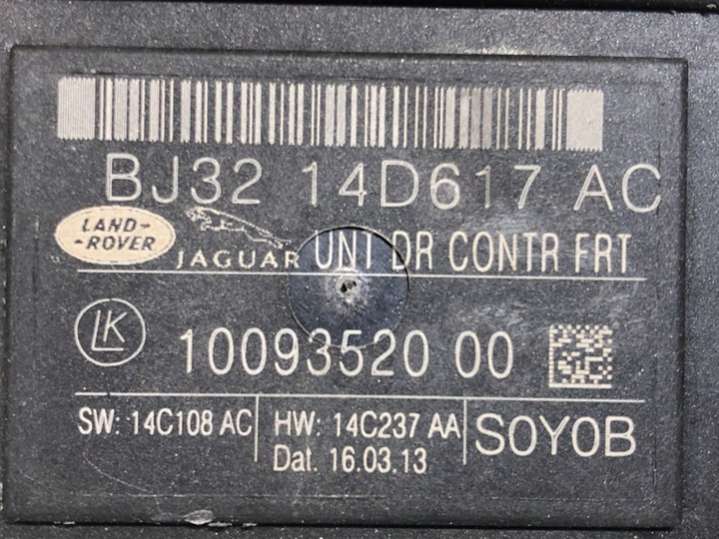 BJ32 14D617 AC
LAND-
-ROVER
JAGUAR UNI DR CONTR FRT
LK 10093520 00
SW: 14C108 AC HW: 14C237 AA SOYOB
Dat. 16.03.13